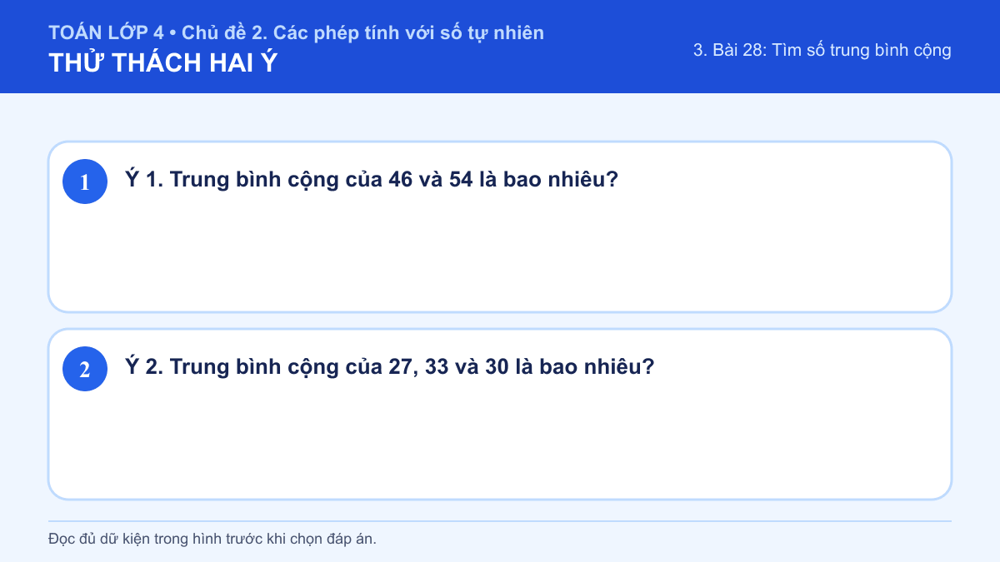 TOÁN LỚP 4 • Chủ đề 2. Các phép tính với số tự nhiên
THỬ THÁCH HAI Ý
3. Bài 28: Tìm số trung bình cộng
1
Ý 1. Trung bình cộng của 46 và 54 là bao nhiêu?
2
Ý 2. Trung bình cộng của 27, 33 và 30 là bao nhiêu?
Đọc đủ dữ kiện trong hình trước khi chọn đáp án.